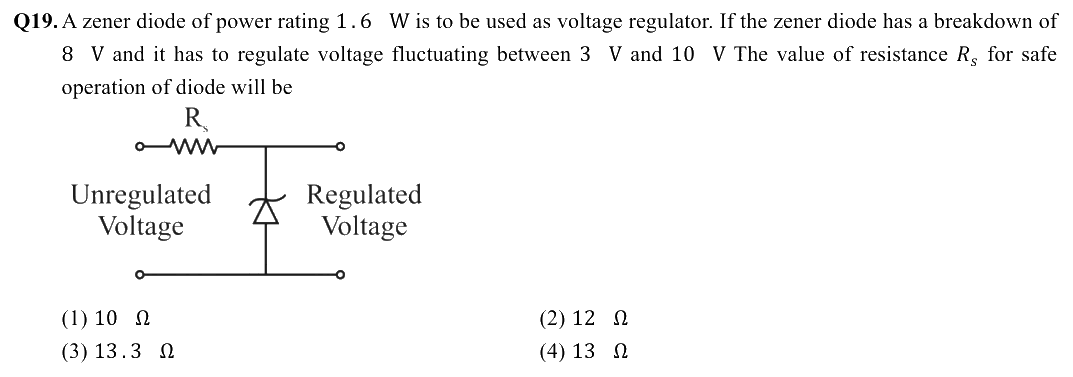 Q19. A zener diode of power rating 1.6 W is to be used as voltage regulator. If the zener diode has a breakdown of
8 V and it has to regulate voltage fluctuating between 3 V and 10 V The value of resistance Rₛ for safe
operation of diode will be
Rₛ
Unregulated Regulated
Voltage Voltage
(1) 10 Ω (2) 12 Ω
(3) 13.3 Ω (4) 13 Ω